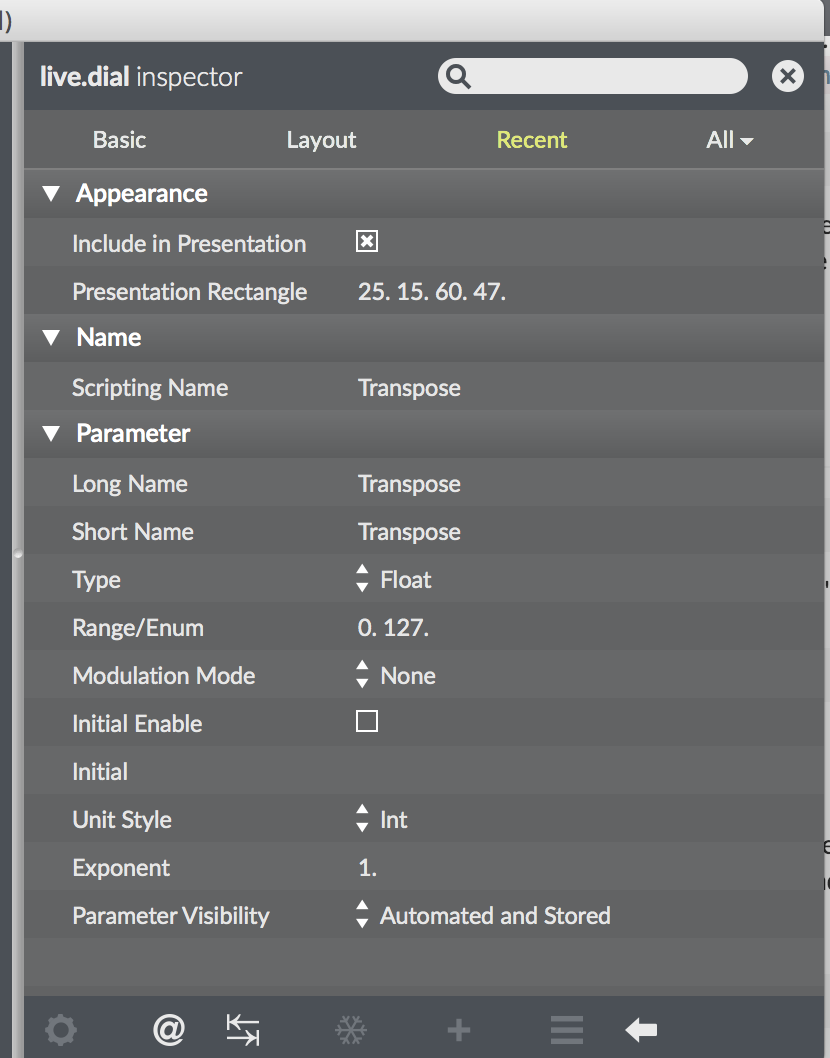 live.dial inspector
Basic Layout Recent All
Appearance
Include in Presentation
Presentation Rectangle 25. 15. 60. 47.
Name
Scripting Name Transpose
Parameter
Long Name Transpose
Short Name Transpose
Type Float
Range/Enum 0. 127.
Modulation Mode None
Initial Enable
Initial
Unit Style Int
Exponent 1.
Parameter Visibility Automated and Stored
@